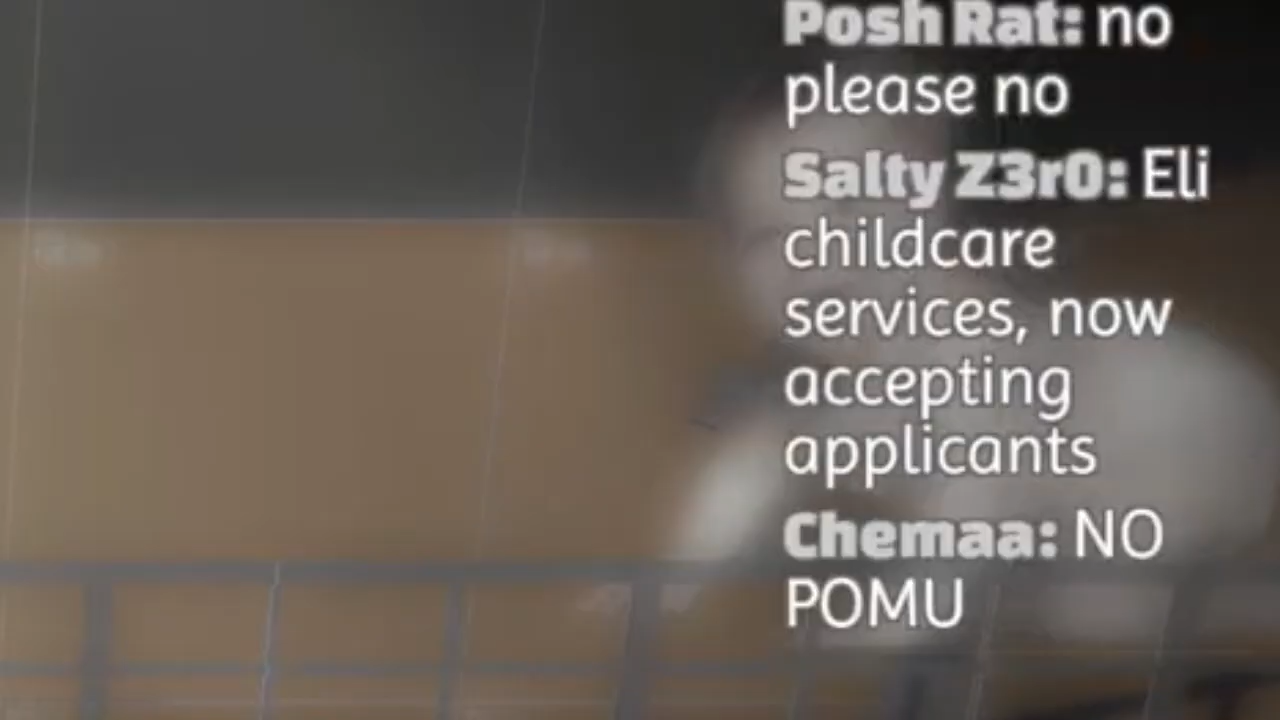 Posh Rat: no
please no
Salty Z3r0: Eli
childcare
services, now
accepting
applicants
Chemaa: NO
POMU